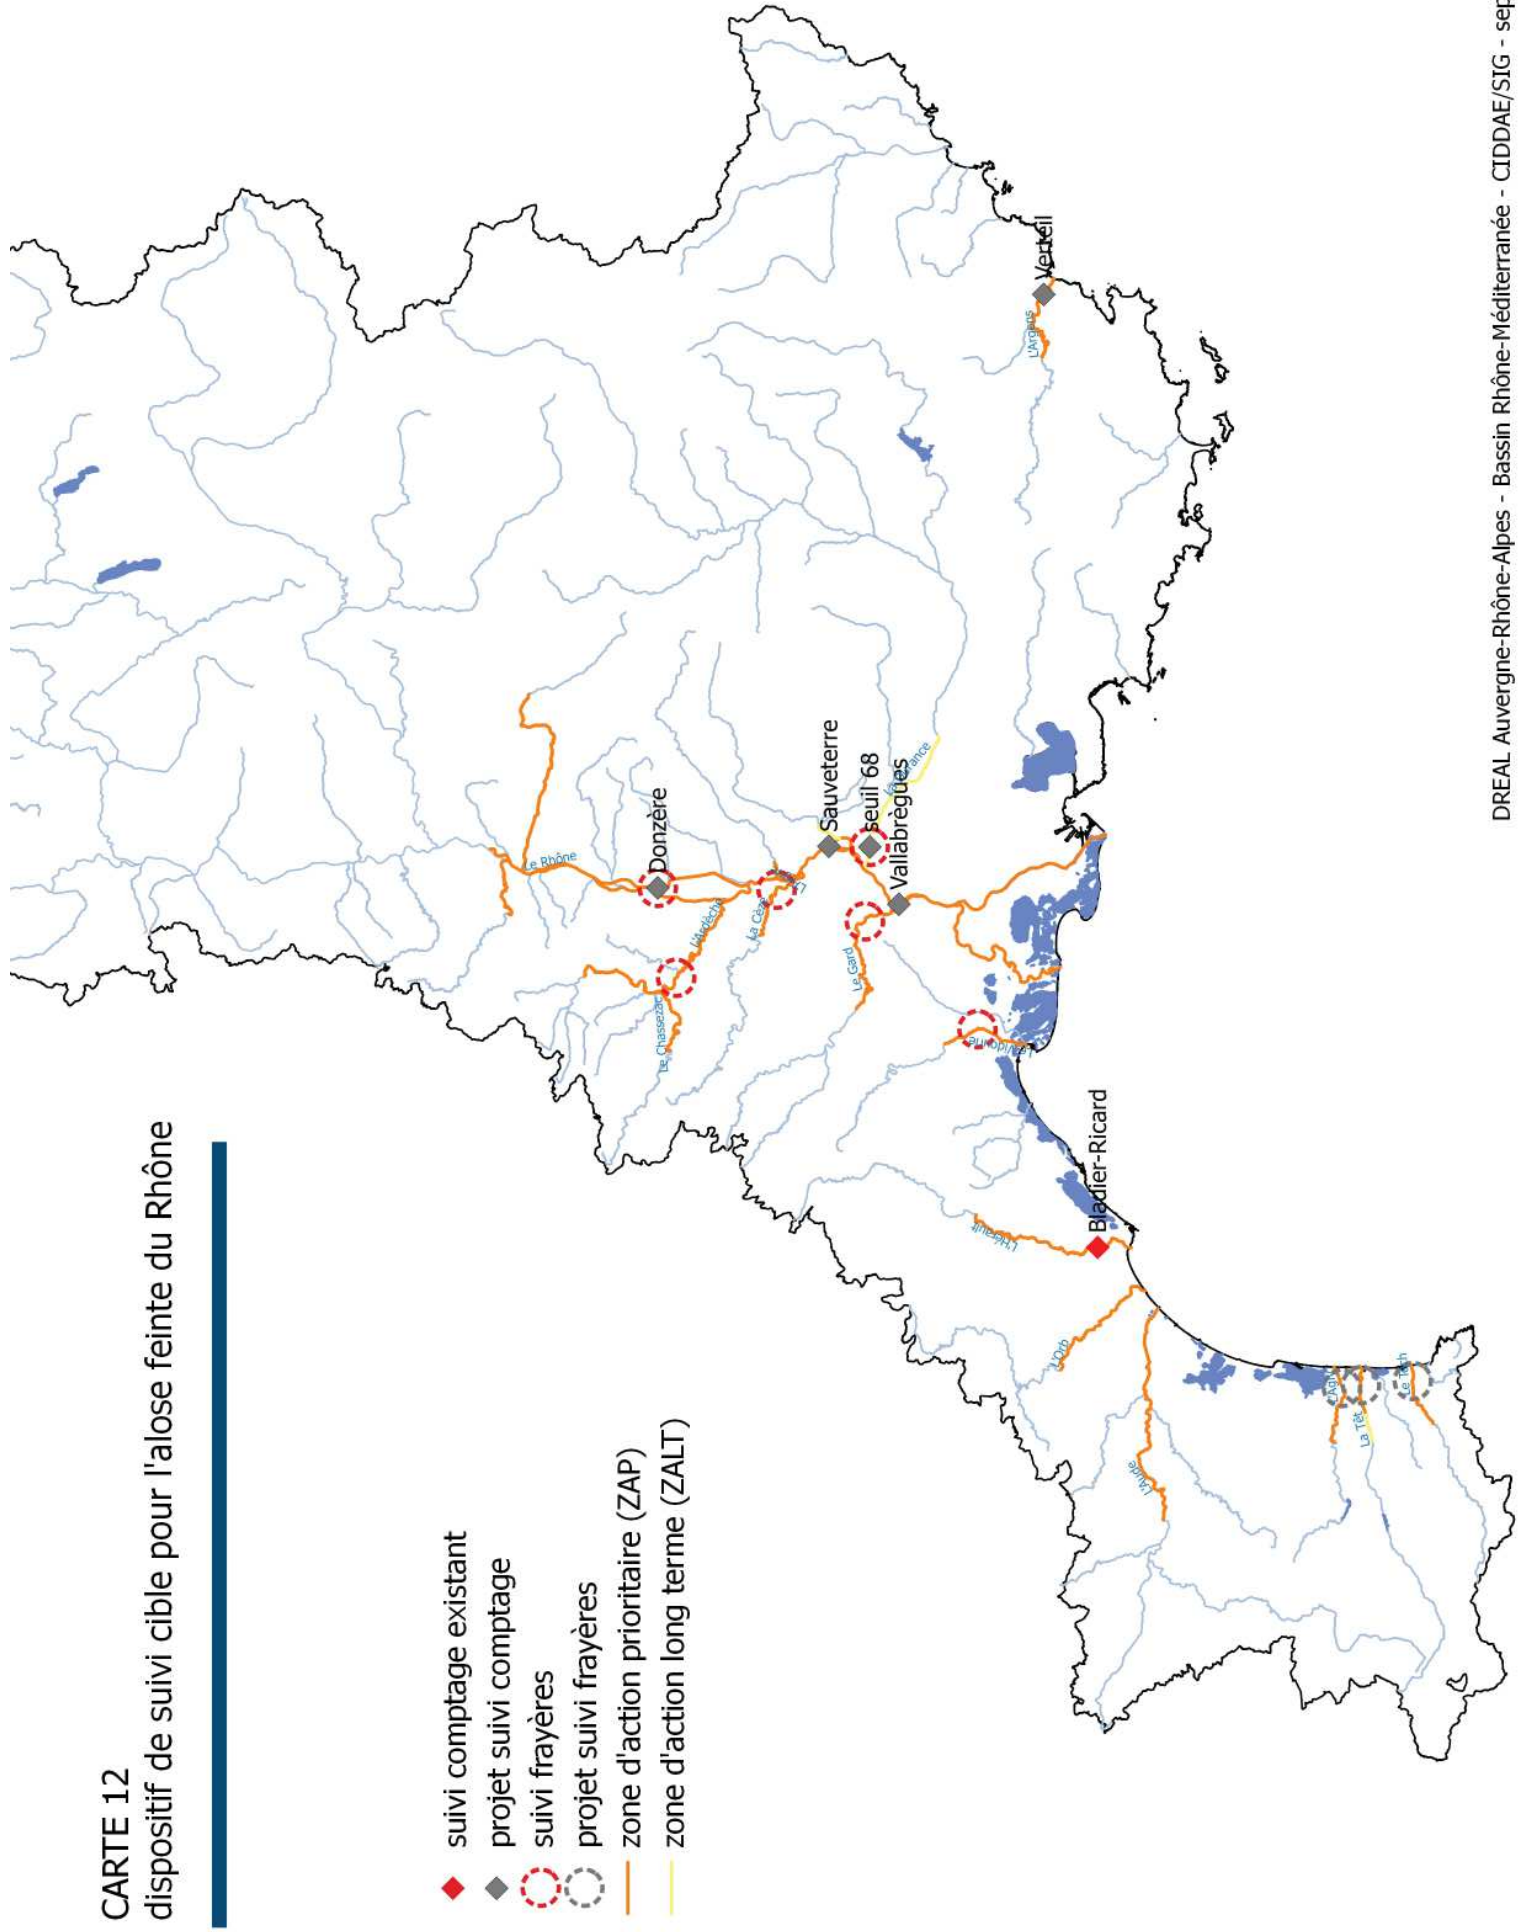 CARTE 12
dispositif de suivi cible pour l'alose feinte du Rhône
suivi comptage existant
projet suivi comptage
suivi frayères
projet suivi frayères
zone d'action prioritaire (ZAP)
zone d'action long terme (ZALT)
Le Rhône
Donzère
l'Ardèche
Le Chassezac
La Cèze
Sauveterre
seuil 68
Vallabrègues
Le Gard
Le Vidourle
L'Argens
Verteil
Bladier-Ricard
L'Hérault
L'Orb
L'Aude
L'Agly
La Têt
Le Tech
DREAL Auvergne-Rhône-Alpes - Bassin Rhône-Méditerranée - CIDDAE/SIG - sep